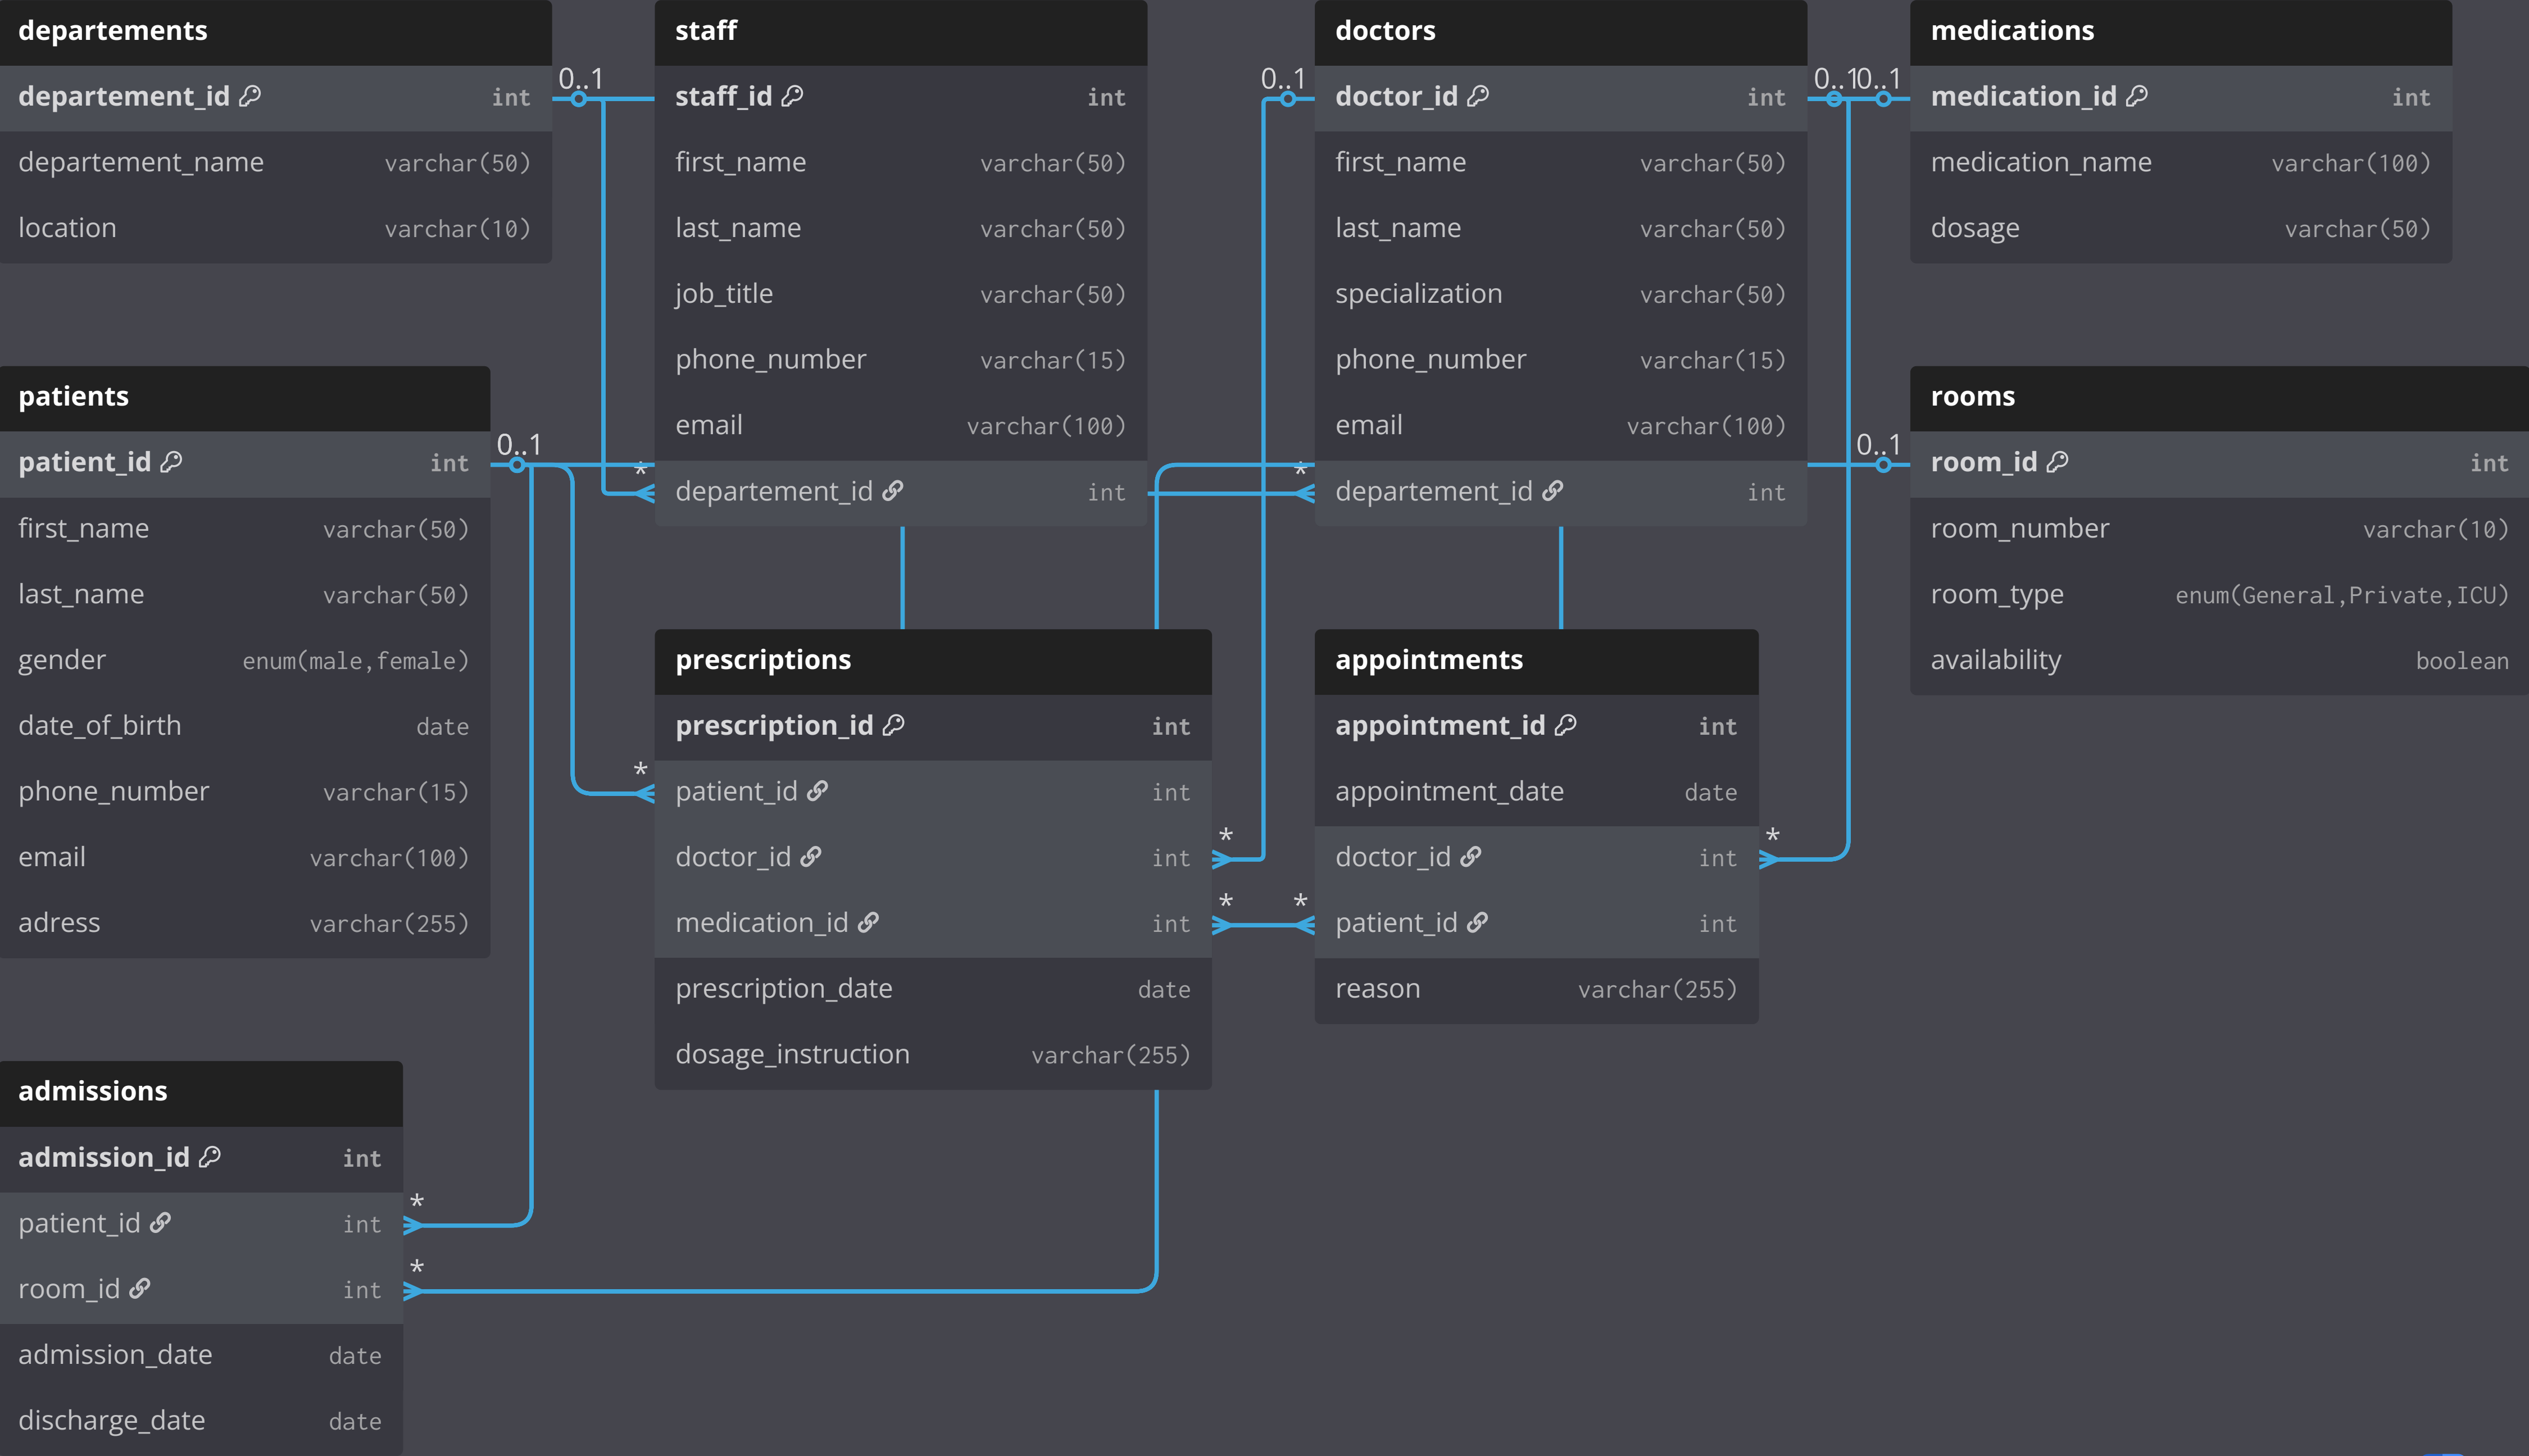 departements
departement_id int
departement_name varchar(50)
location varchar(10)
staff
staff_id int
first_name varchar(50)
last_name varchar(50)
job_title varchar(50)
phone_number varchar(15)
email varchar(100)
departement_id int
doctors
doctor_id int
first_name varchar(50)
last_name varchar(50)
specialization varchar(50)
phone_number varchar(15)
email varchar(100)
departement_id int
medications
medication_id int
medication_name varchar(100)
dosage varchar(50)
0..1
0..1
0..1
0..1
patients
patient_id int
first_name varchar(50)
last_name varchar(50)
gender enum(male,female)
date_of_birth date
phone_number varchar(15)
email varchar(100)
adress varchar(255)
0..1
*
*
0..1
rooms
room_id int
room_number varchar(10)
room_type enum(General,Private,ICU)
availability boolean
prescriptions
prescription_id int
patient_id int
doctor_id int
medication_id int
prescription_date date
dosage_instruction varchar(255)
*
*
*
*
appointments
appointment_id int
appointment_date date
doctor_id int
patient_id int
reason varchar(255)
*
admissions
admission_id int
patient_id int
room_id int
admission_date date
discharge_date date
*
*